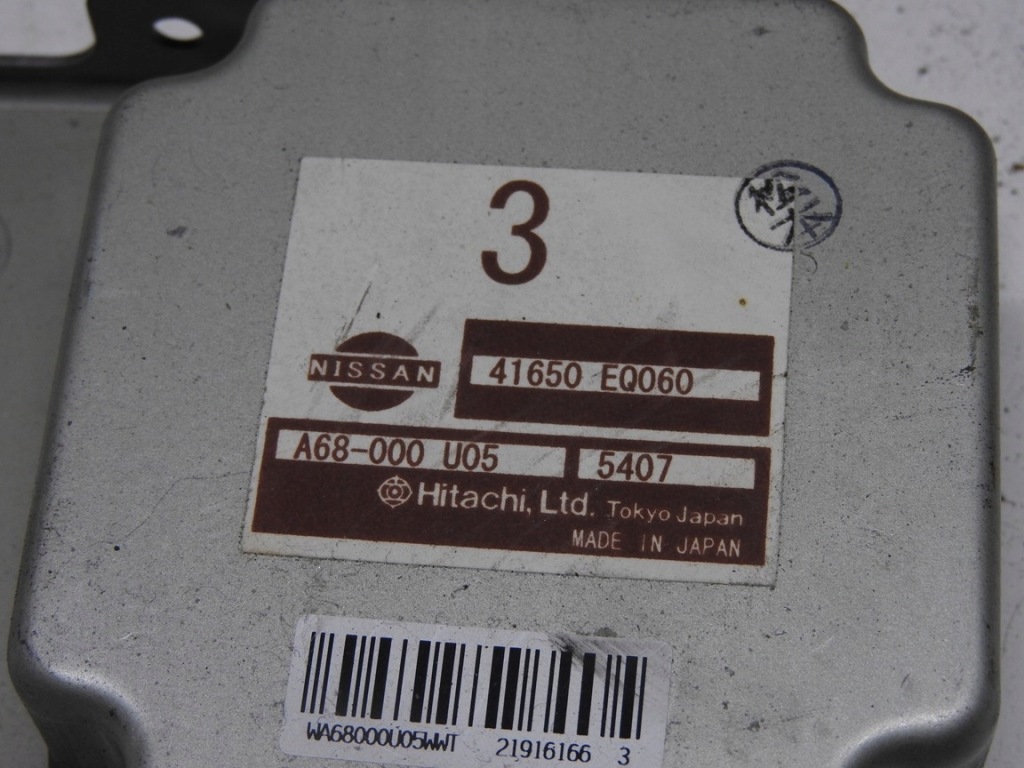 3
NISSAN
41650 EQ060
A68-000 U05 5407
Hitachi, Ltd. Tokyo Japan
MADE IN JAPAN
WA68000U05WWT 21916166 3